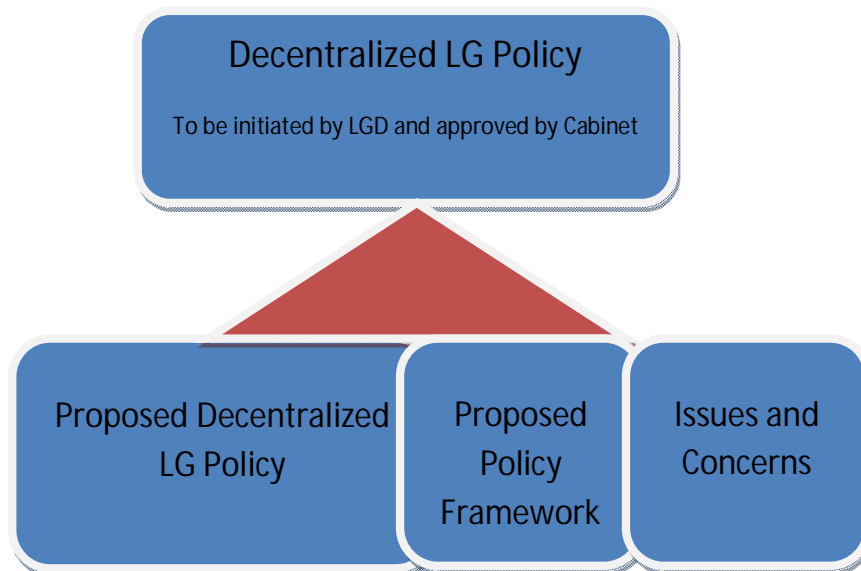 Decentralized LG Policy
To be initiated by LGD and approved by Cabinet
Proposed Decentralized
LG Policy
Proposed
Policy
Framework
Issues and
Concerns